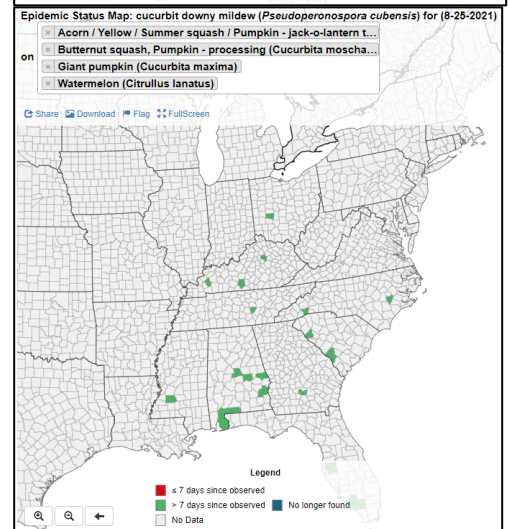 Epidemic Status Map: cucurbit downy mildew (Pseudoperonospora cubensis) for (8-25-2021)
× Acorn / Yellow / Summer squash / Pumpkin - jack-o-lantern t...
× Butternut squash, Pumpkin - processing (Cucurbita moscha...
on
× Giant pumpkin (Cucurbita maxima)
× Watermelon (Citrullus lanatus)
Share Download Flag FullScreen
Legend
≤ 7 days since observed
> 7 days since observed No longer found
No Data